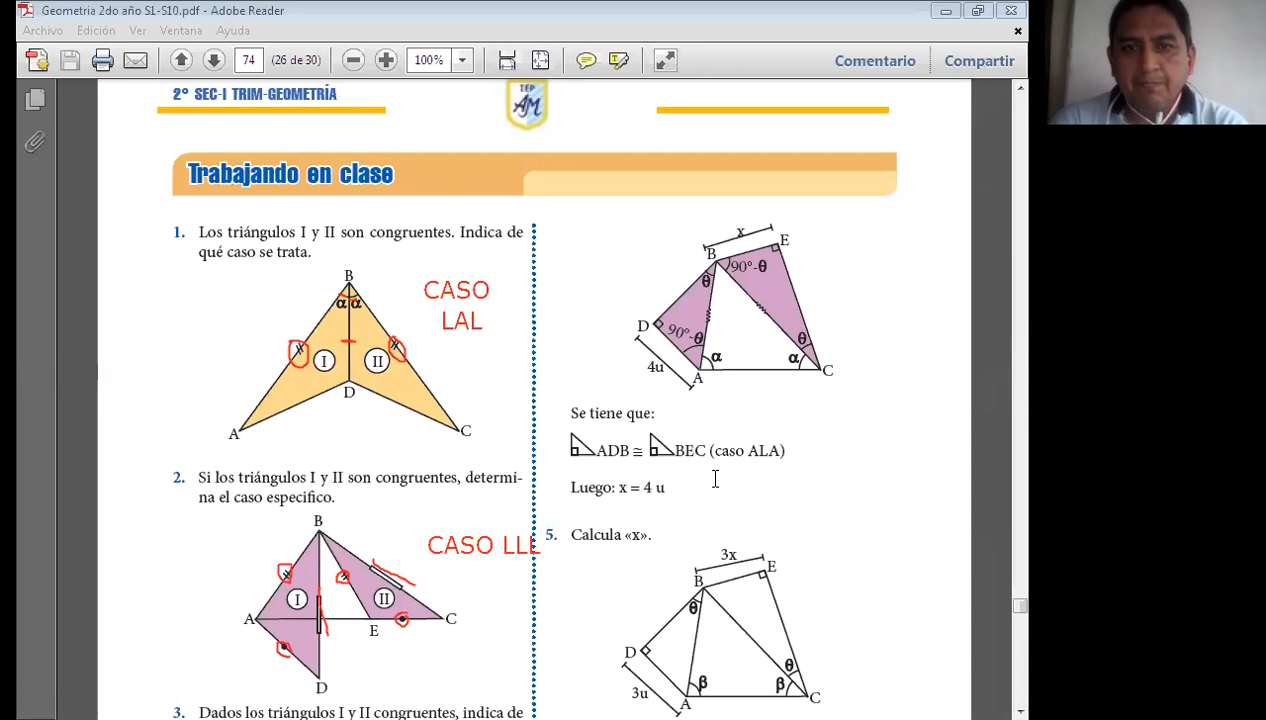 Geometria 2do año S1-S10.pdf - Adobe Reader
Archivo Edición Ver Ventana Ayuda
74 (26 de 30) 100% Comentario Compartir
2° SEC-I TRIM-GEOMETRÍA
IEP
AM
Trabajando en clase
1. Los triángulos I y II son congruentes. Indica de
qué caso se trata.
B
α α
CASO
LAL
I II
D
A C
2. Si los triángulos I y II son congruentes, determi-
na el caso especifico.
B
CASO LLL
I II
A E C
D
3. Dados los triángulos I y II congruentes, indica de
x
B E
θ 90°-θ
D 90°-θ θ
4u α α
A C
Se tiene que:
ADB ≅ BEC (caso ALA)
Luego: x = 4 u
5. Calcula «x».
3x
B E
θ
D θ
3u β β
A C